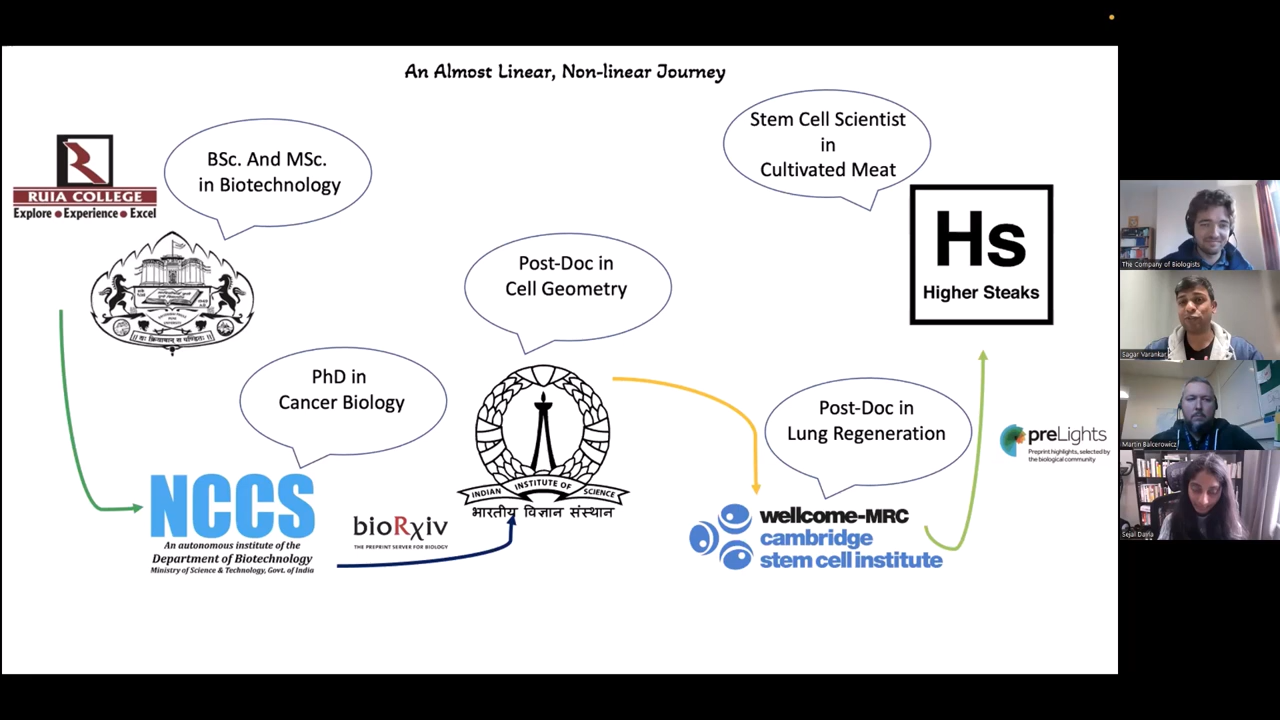 An Almost Linear, Non-linear Journey
RUIA COLLEGE
Explore ● Experience ● Excel
BSc. And MSc.
in Biotechnology
PhD in
Cancer Biology
NCCS
An autonomous institute of the
Department of Biotechnology
Ministry of Science & Technology, Govt. of India
bioRxiv
THE PREPRINT SERVER FOR BIOLOGY
Post-Doc in
Cell Geometry
INDIAN INSTITUTE OF SCIENCE
भारतीय विज्ञान संस्थान
Post-Doc in
Lung Regeneration
wellcome-MRC
cambridge
stem cell institute
Stem Cell Scientist
in
Cultivated Meat
Hs
Higher Steaks
preLights
Preprint highlights, selected
by the biological community
The Company of Biologists
Sagar Varankar
Martin Balcerowicz
Sejal Davla